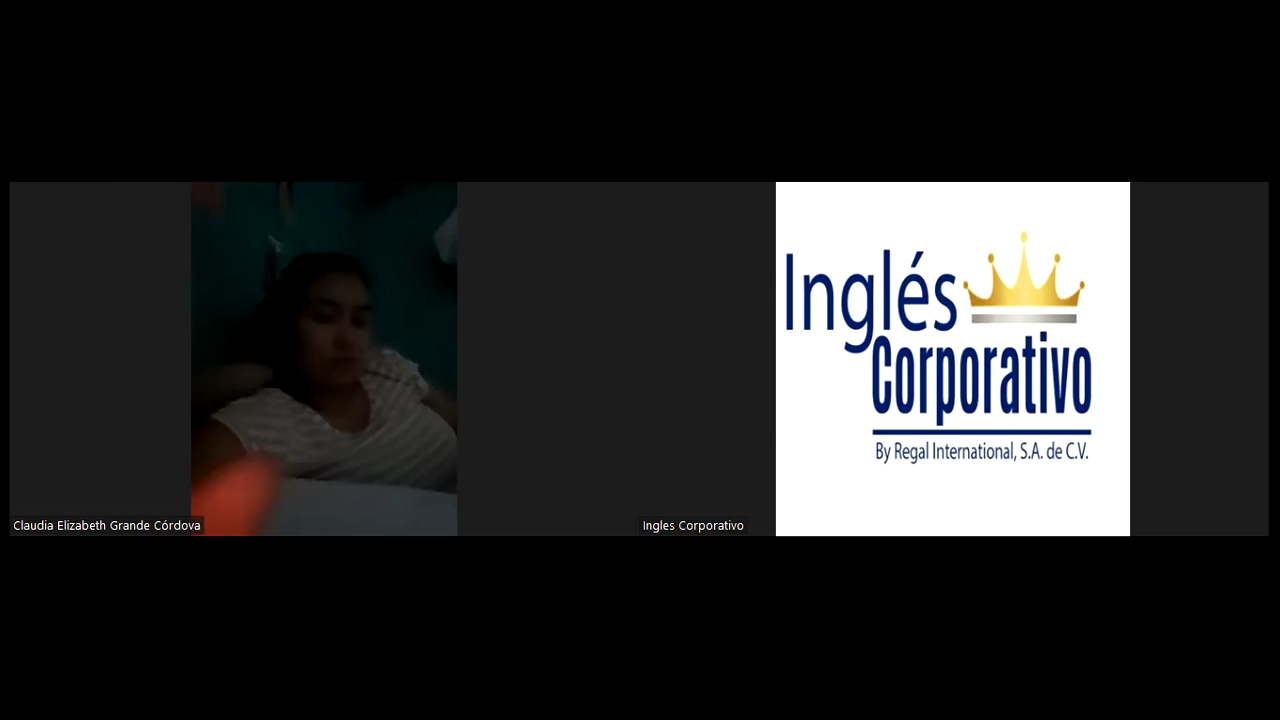 Inglés
Corporativo
By Regal International, S.A. de C.V.
Claudia Elizabeth Grande Córdova
Ingles Corporativo